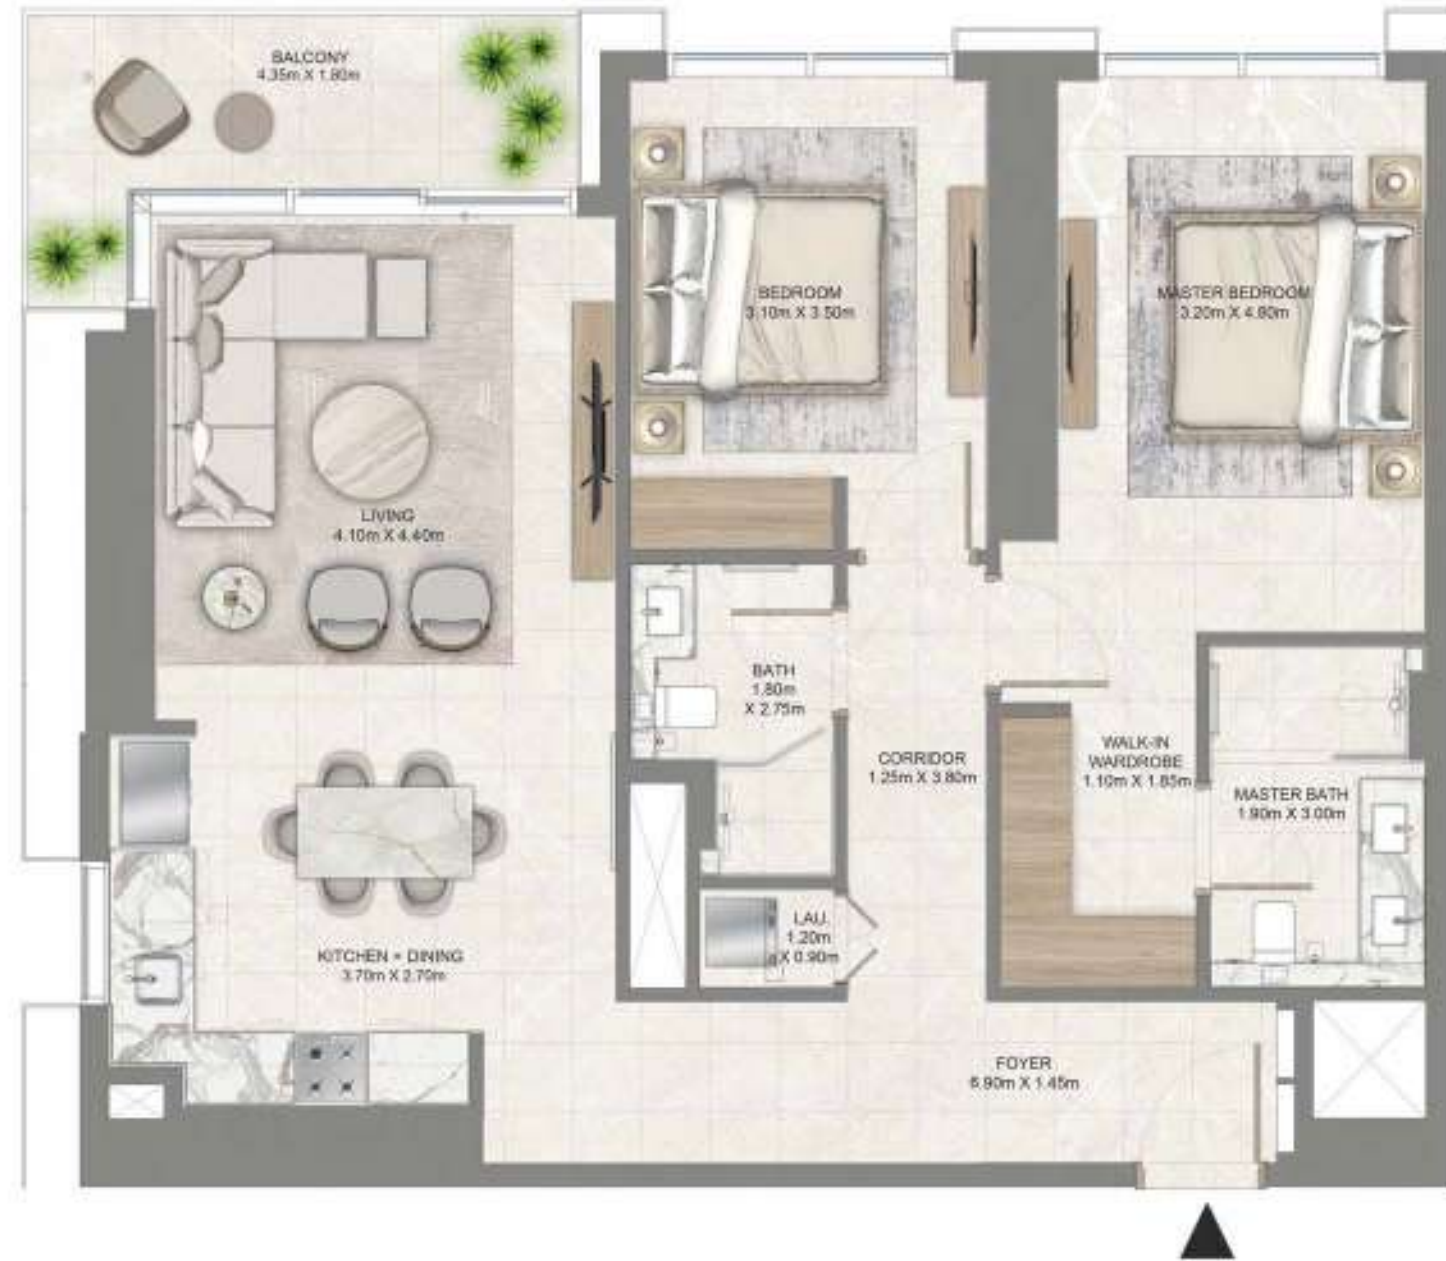 BALCONY
4.35m X 1.80m
BEDROOM
3.10m X 3.50m
MASTER BEDROOM
3.20m X 4.80m
LIVING
4.10m X 4.40m
BATH
1.80m
X 2.75m
CORRIDOR
1.25m X 3.80m
WALK-IN
WARDROBE
1.10m X 1.85m
MASTER BATH
1.90m X 3.00m
LAU.
1.20m
X 0.90m
KITCHEN + DINING
3.70m X 2.70m
FOYER
6.90m X 1.45m